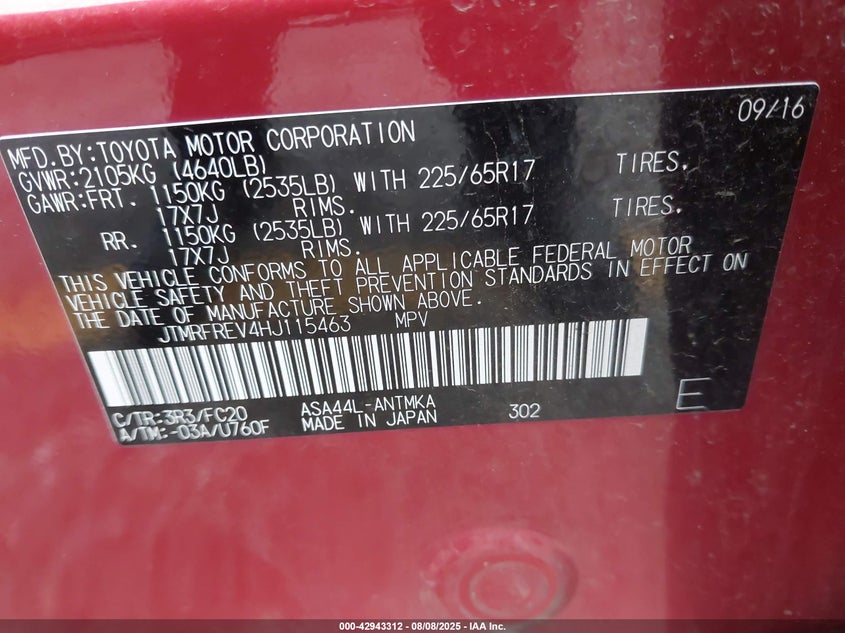 09/16
MFD.BY:TOYOTA MOTOR CORPORATION
GVWR:2105KG (4640LB)
GAWR:FRT. 1150KG (2535LB) WITH 225/65R17 TIRES.
17X7J RIMS.
RR. 1150KG (2535LB) WITH 225/65R17 TIRES.
17X7J RIMS.
THIS VEHICLE CONFORMS TO ALL APPLICABLE FEDERAL MOTOR
VEHICLE SAFETY AND THEFT PREVENTION STANDARDS IN EFFECT ON
THE DATE OF MANUFACTURE SHOWN ABOVE.
JTMRFREV4HJ115463 MPV
C/TR:3R3/FC20 ASA44L-ANTMKA
A/TM:-03A/U760F MADE IN JAPAN 302 E
000-42943312 | 08/08/2025 | IAA Inc.